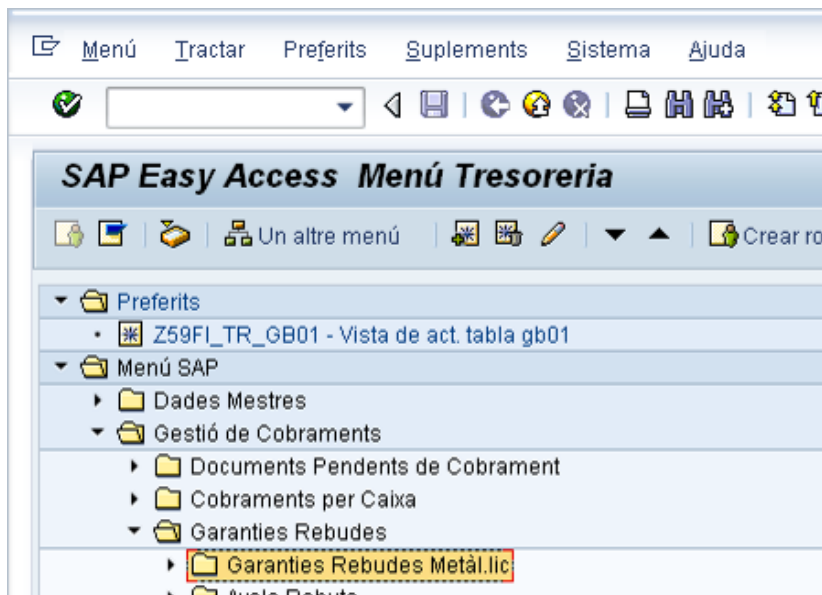 Menú Tractar Preferits Suplements Sistema Ajuda
SAP Easy Access Menú Tresoreria
Un altre menú Crear ro
Preferits
Z59FI_TR_GB01 - Vista de act. tabla gb01
Menú SAP
Dades Mestres
Gestió de Cobraments
Documents Pendents de Cobrament
Cobraments per Caixa
Garanties Rebudes
Garanties Rebudes Metàl.lic